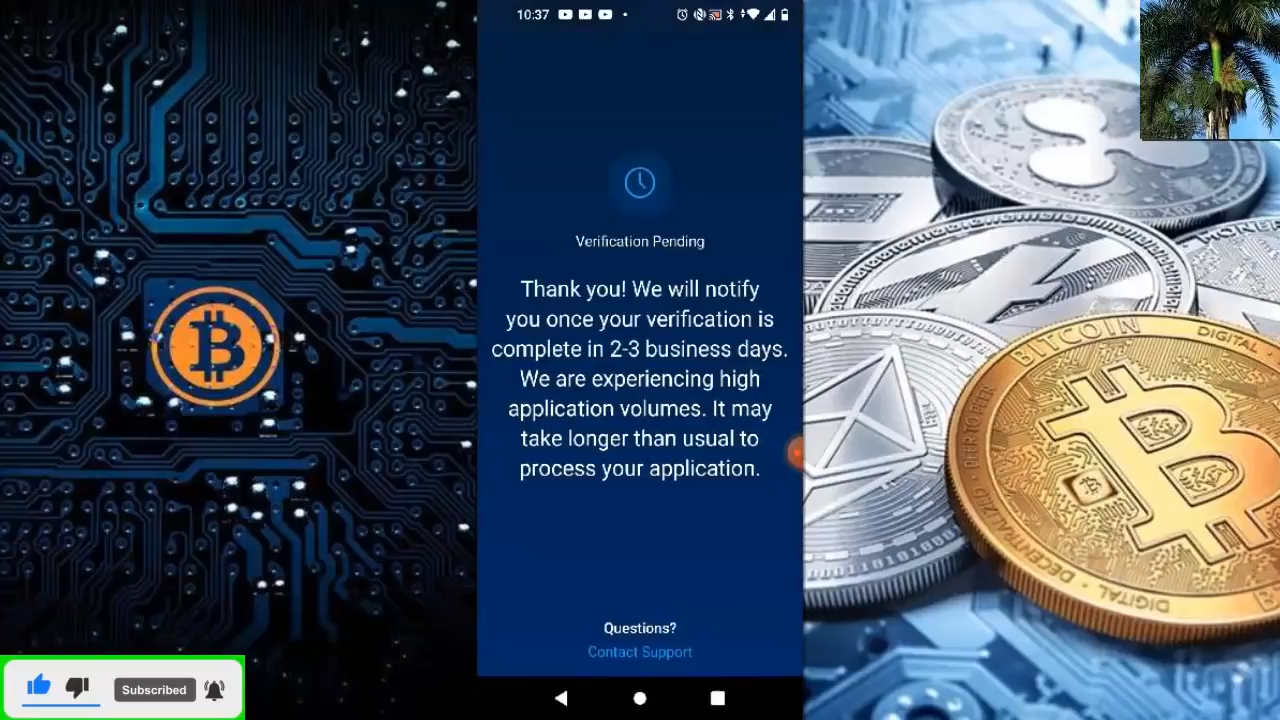 10:37
Verification Pending
Thank you! We will notify
you once your verification is
complete in 2-3 business days.
We are experiencing high
application volumes. It may
take longer than usual to
process your application.
Questions?
Contact Support
Subscribed
BITCOIN
DIGITAL
DECENTRALIZED
DIGITAL